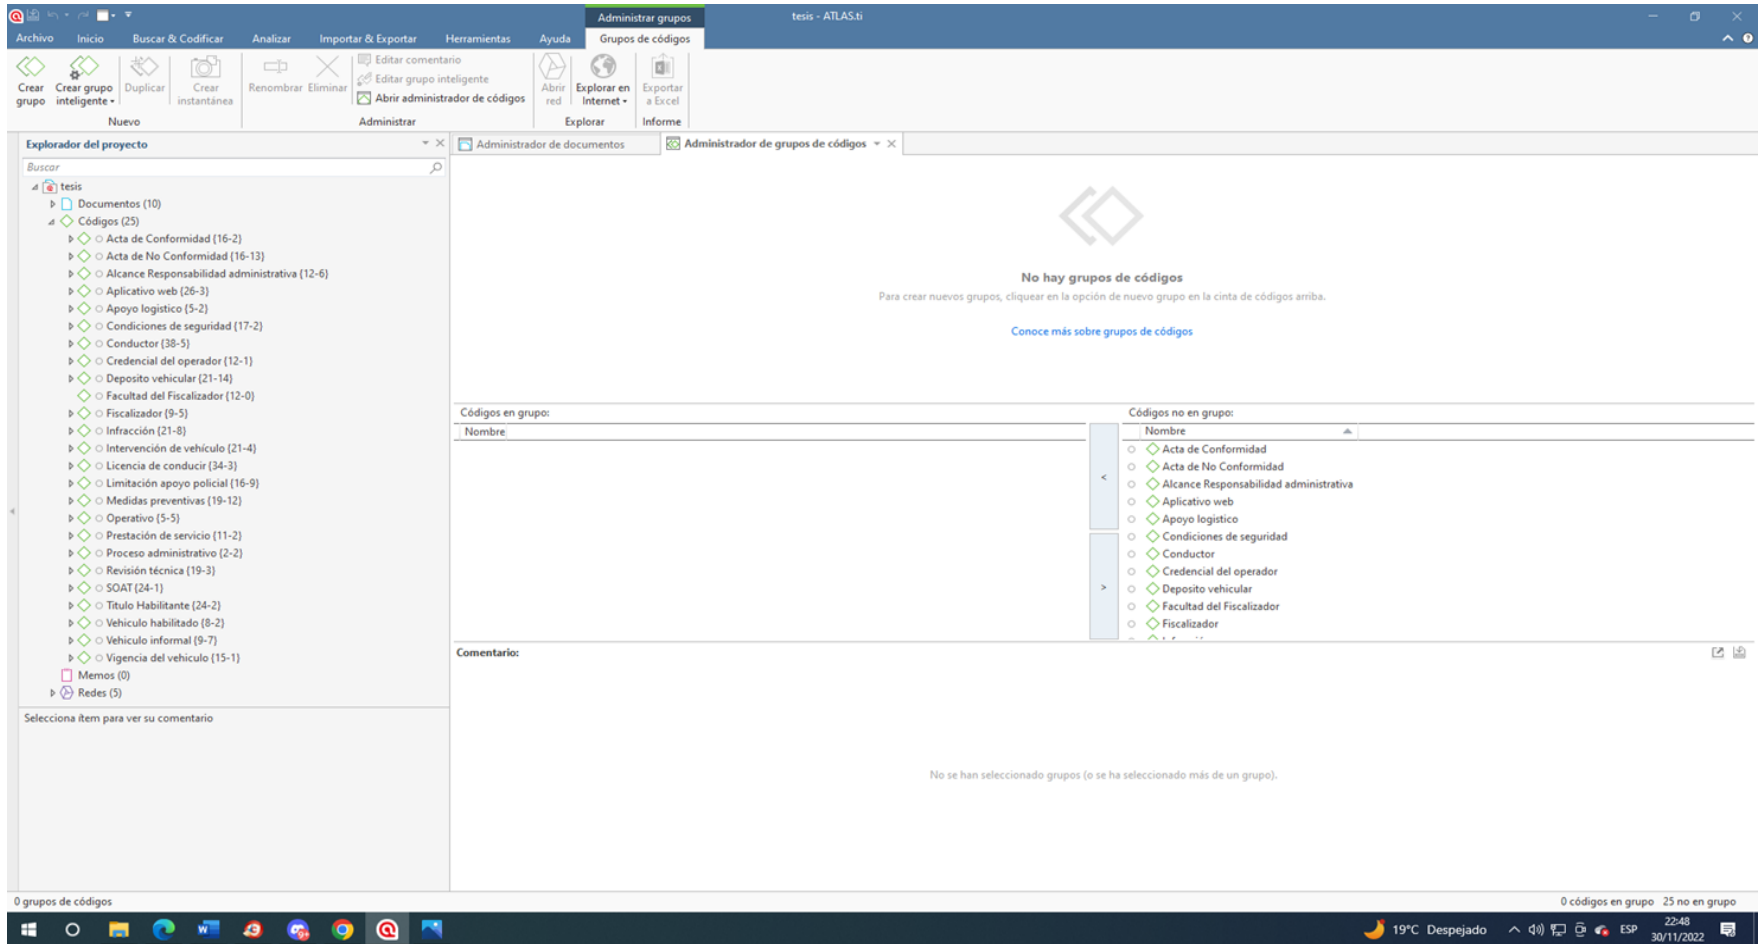 Administrar grupos
tesis - ATLAS.ti
Archivo Inicio Buscar & Codificar Analizar Importar & Exportar Herramientas Ayuda Grupos de códigos
Crear grupo
Crear grupo inteligente
Duplicar
Crear instantánea
Nuevo
Renombrar
Eliminar
Editar comentario
Editar grupo inteligente
Abrir administrador de códigos
Administrar
Abrir red
Explorar en Internet
Explorar
Exportar a Excel
Informe
Explorador del proyecto
Buscar
tesis
Documentos (10)
Códigos (25)
Acta de Conformidad {16-2}
Acta de No Conformidad {16-13}
Alcance Responsabilidad administrativa {12-6}
Aplicativo web {26-3}
Apoyo logistico {5-2}
Condiciones de seguridad {17-2}
Conductor {38-5}
Credencial del operador {12-1}
Deposito vehicular {21-14}
Facultad del Fiscalizador {12-0}
Fiscalizador {9-5}
Infracción {21-8}
Intervención de vehículo {21-4}
Licencia de conducir {34-3}
Limitación apoyo policial {16-9}
Medidas preventivas {19-12}
Operativo {5-5}
Prestación de servicio {11-2}
Proceso administrativo {2-2}
Revisión técnica {19-3}
SOAT {24-1}
Titulo Habilitante {24-2}
Vehiculo habilitado {8-2}
Vehiculo informal {9-7}
Vigencia del vehiculo {15-1}
Memos (0)
Redes (5)
Selecciona ítem para ver su comentario
Administrador de documentos
Administrador de grupos de códigos
No hay grupos de códigos
Para crear nuevos grupos, cliquear en la opción de nuevo grupo en la cinta de códigos arriba.
Conoce más sobre grupos de códigos
Códigos en grupo:
Nombre
<
>
Códigos no en grupo:
Nombre
Acta de Conformidad
Acta de No Conformidad
Alcance Responsabilidad administrativa
Aplicativo web
Apoyo logistico
Condiciones de seguridad
Conductor
Credencial del operador
Deposito vehicular
Facultad del Fiscalizador
Fiscalizador
Comentario:
No se han seleccionado grupos (o se ha seleccionado más de un grupo).
0 grupos de códigos
0 códigos en grupo 25 no en grupo
19°C Despejado
ESP
22:48
30/11/2022